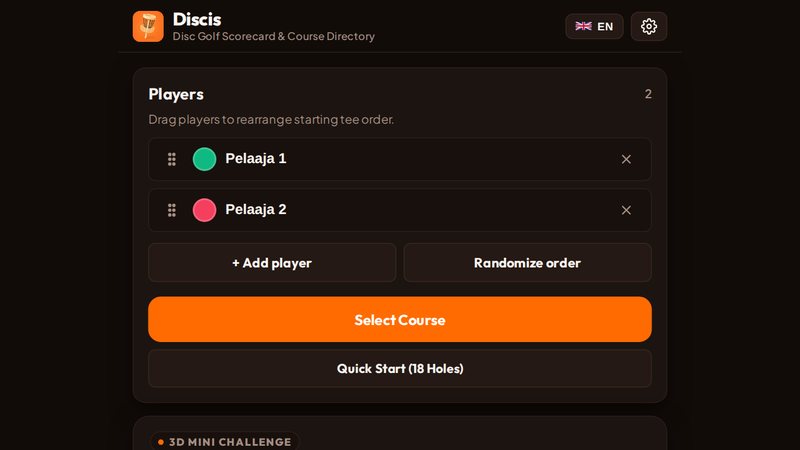 Discis
Disc Golf Scorecard & Course Directory
EN
Players
2
Drag players to rearrange starting tee order.
Pelaaja 1
Pelaaja 2
+ Add player
Randomize order
Select Course
Quick Start (18 Holes)
3D MINI CHALLENGE